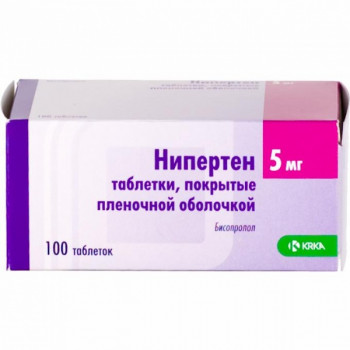 Нипертен 5 мг
таблетки, покрытые
пленочной оболочкой
Бисопролол
100 таблеток
KRKA